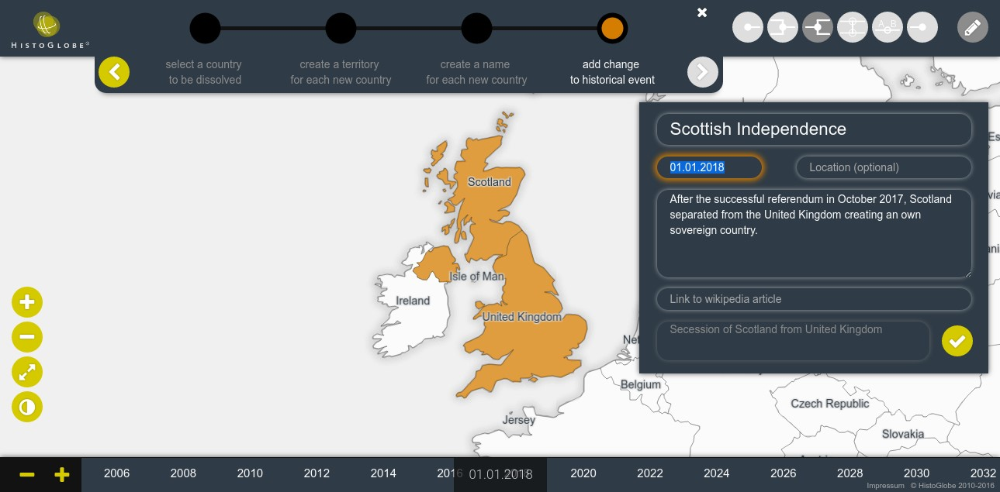 HISTOGLOBE³
select a country
to be dissolved
create a territory
for each new country
create a name
for each new country
add change
to historical event
A B
Scottish Independence
01.01.2018
Location (optional)
After the successful referendum in October 2017, Scotland
separated from the United Kingdom creating an own
sovereign country.
Link to wikipedia article
Secession of Scotland from United Kingdom
Scotland
Isle of Man
Ireland
United Kingdom
Net
Belgium
Czech Republic
Jersey
Slovakia
Es
via
ani
2006 2008 2010 2012 2014 2016 01.01.2018 2020 2022 2024 2026 2028 2030 2032
Impressum © HistoGlobe 2010-2016